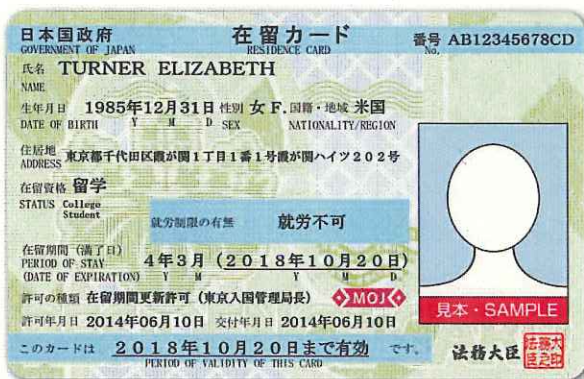 日本国政府 在留カード 番号 AB12345678CD
GOVERNMENT OF JAPAN RESIDENCE CARD No.
氏名 TURNER ELIZABETH
NAME
生年月日 1985年12月31日 性別 女 F. 国籍・地域 米国
DATE OF BIRTH Y M D SEX NATIONALITY/REGION
住居地 東京都千代田区霞が関1丁目1番1号霞が関ハイツ202号
ADDRESS
在留資格 留学
STATUS College
Student
就労制限の有無 就労不可
在留期間(満了日) 4年3月 (2018年10月20日)
PERIOD OF STAY
(DATE OF EXPIRATION) Y M Y M D
許可の種類 在留期間更新許可 (東京入国管理局長) MOJ
見本・SAMPLE
許可年月日 2014年06月10日 交付年月日 2014年06月10日
このカードは 2018年10月20日まで有効 です。 法務大臣
PERIOD OF VALIDITY OF THIS CARD